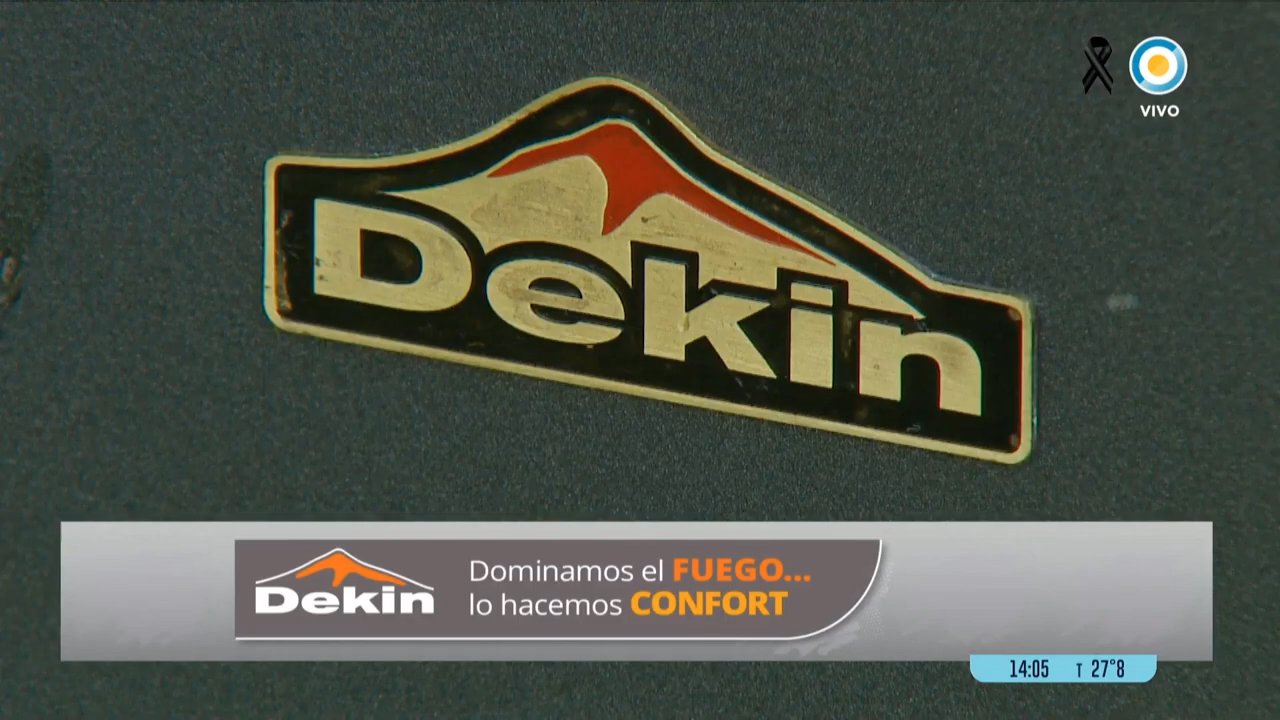 VIVO
Dekin
Dekin
Dominamos el FUEGO...
lo hacemos CONFORT
14:05 T 27°8